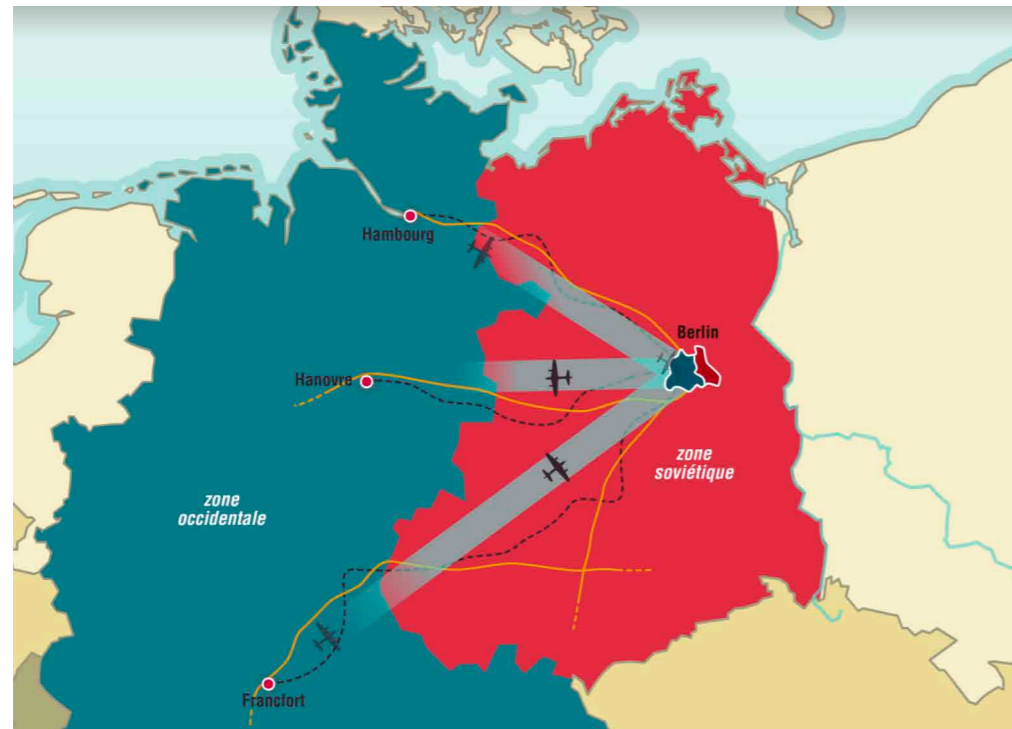 Hambourg
Berlin
Hanovre
zone
soviétique
zone
occidentale
Francfort